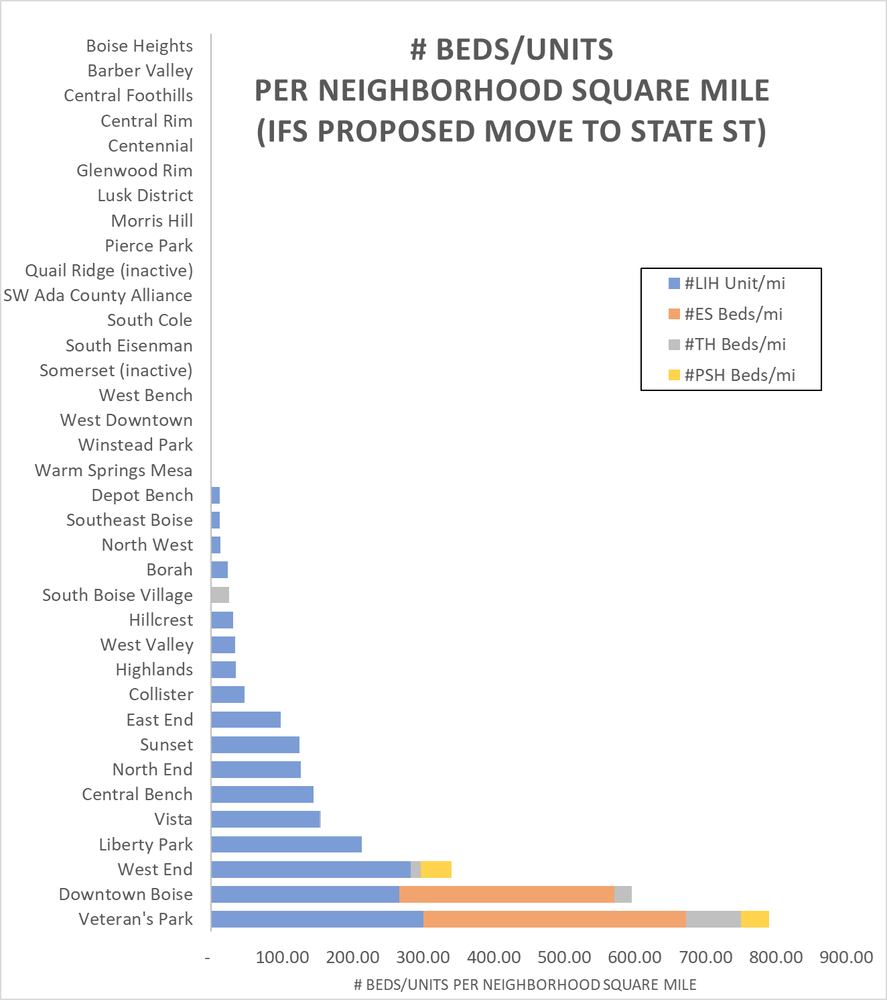 # BEDS/UNITS
PER NEIGHBORHOOD SQUARE MILE
(IFS PROPOSED MOVE TO STATE ST)
Boise Heights
Barber Valley
Central Foothills
Central Rim
Centennial
Glenwood Rim
Lusk District
Morris Hill
Pierce Park
Quail Ridge (inactive)
SW Ada County Alliance
South Cole
South Eisenman
Somerset (inactive)
West Bench
West Downtown
Winstead Park
Warm Springs Mesa
Depot Bench
Southeast Boise
North West
Borah
South Boise Village
Hillcrest
West Valley
Highlands
Collister
East End
Sunset
North End
Central Bench
Vista
Liberty Park
West End
Downtown Boise
Veteran's Park
#LIH Unit/mi
#ES Beds/mi
#TH Beds/mi
#PSH Beds/mi
- 100.00 200.00 300.00 400.00 500.00 600.00 700.00 800.00 900.00
# BEDS/UNITS PER NEIGHBORHOOD SQUARE MILE